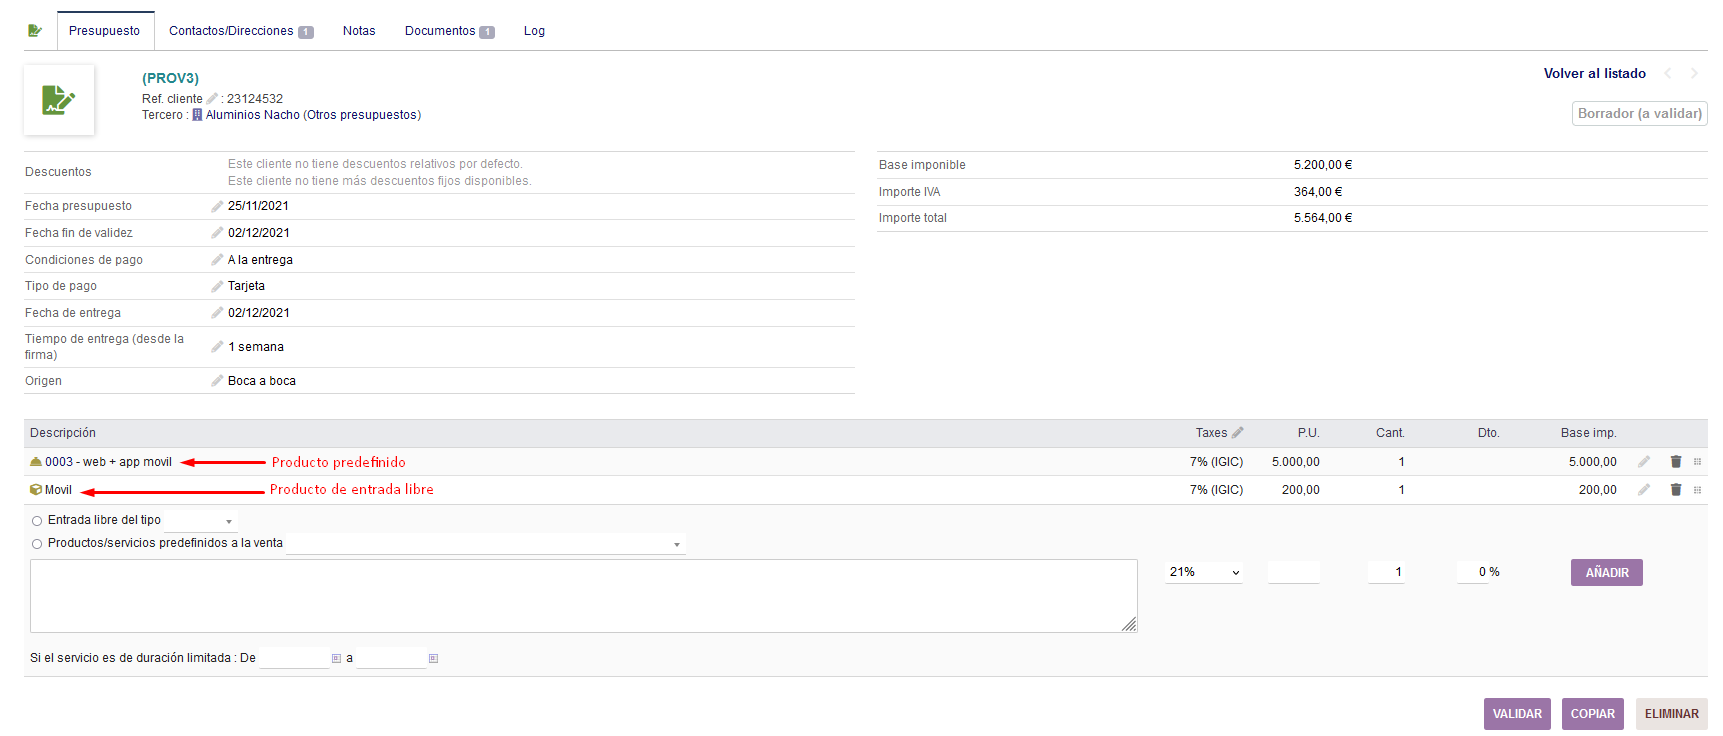 Presupuesto Contactos/Direcciones 1 Notas Documentos 1 Log
(PROV3)
Volver al listado
Ref. cliente : 23124532
Tercero : Aluminios Nacho (Otros presupuestos)
Borrador (a validar)
Descuentos
Este cliente no tiene descuentos relativos por defecto.
Este cliente no tiene más descuentos fijos disponibles.
Fecha presupuesto 25/11/2021
Fecha fin de validez 02/12/2021
Condiciones de pago A la entrega
Tipo de pago Tarjeta
Fecha de entrega 02/12/2021
Tiempo de entrega (desde la
firma)
1 semana
Origen Boca a boca
Base imponible 5.200,00 €
Importe IVA 364,00 €
Importe total 5.564,00 €
Descripción Taxes P.U. Cant. Dto. Base imp.
0003 - web + app movil Producto predefinido 7% (IGIC) 5.000,00 1 5.000,00
Movil Producto de entrada libre 7% (IGIC) 200,00 1 200,00
Entrada libre del tipo
Productos/servicios predefinidos a la venta
21% 1 0 % AÑADIR
Si el servicio es de duración limitada : De a
VALIDAR COPIAR ELIMINAR